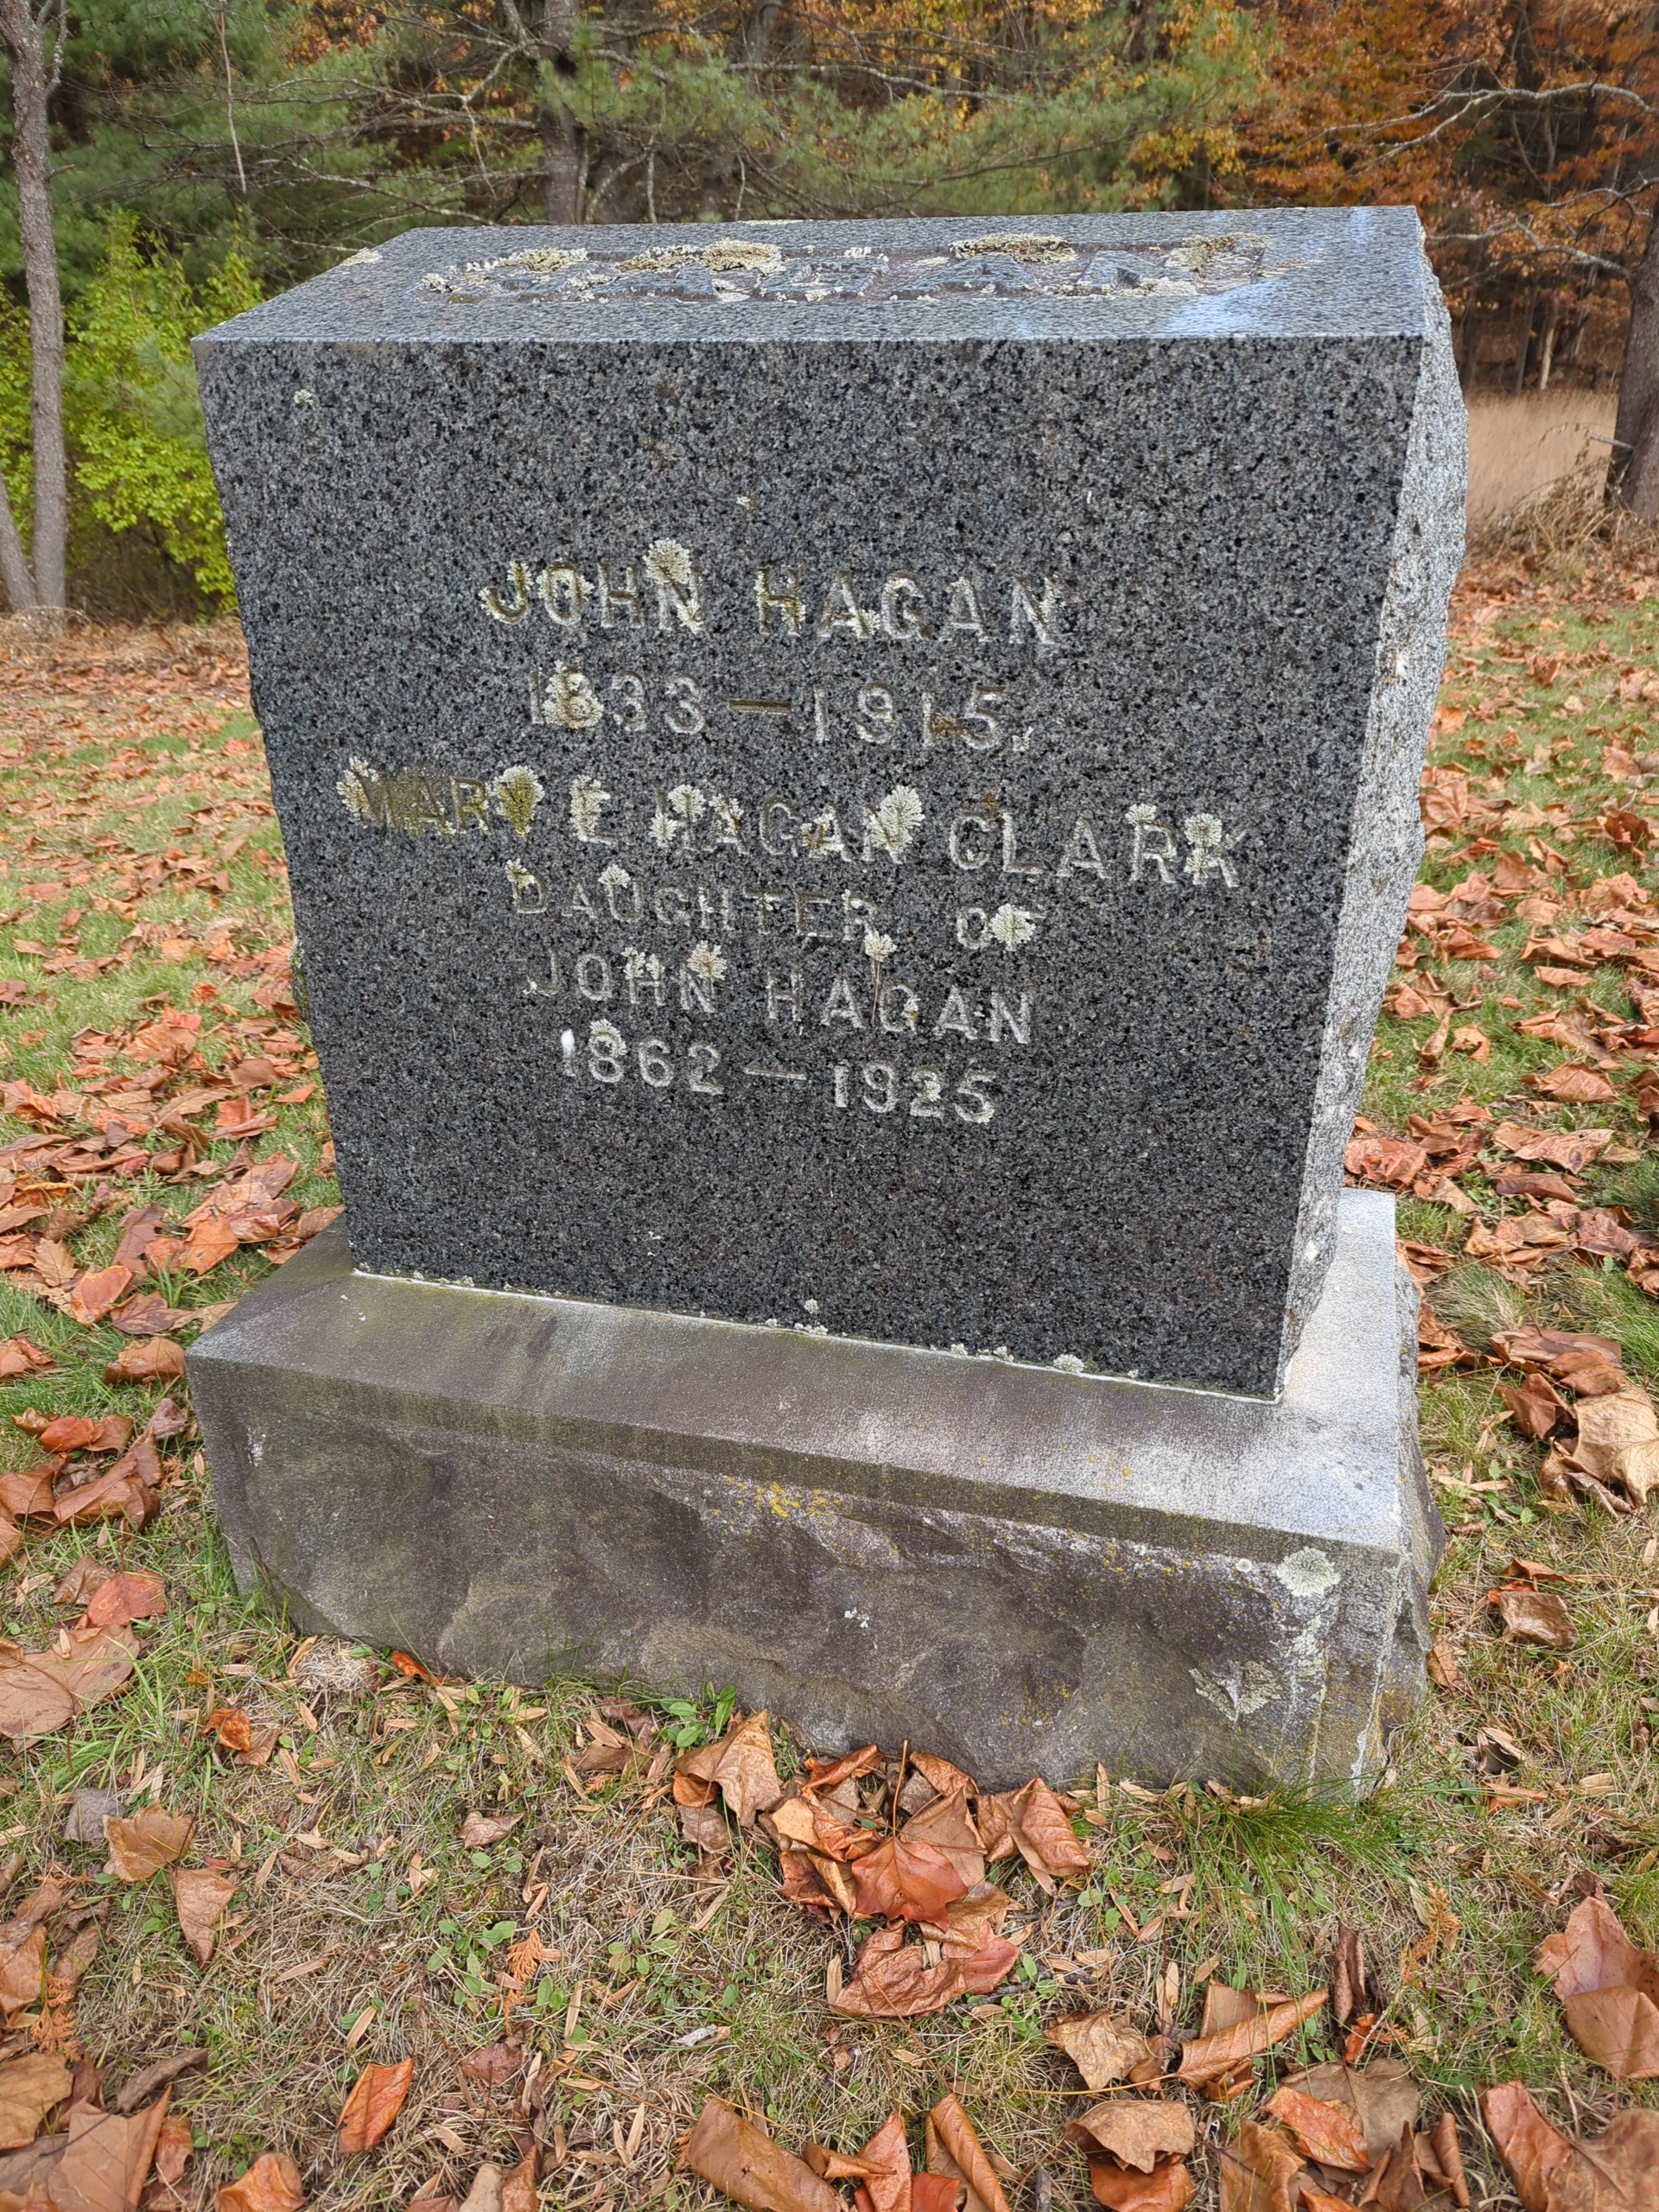 JOHN HAGAN
1833 — 1915.
MARY E. HAGAN CLARK
DAUGHTER OF
JOHN HAGAN
1862 — 1925